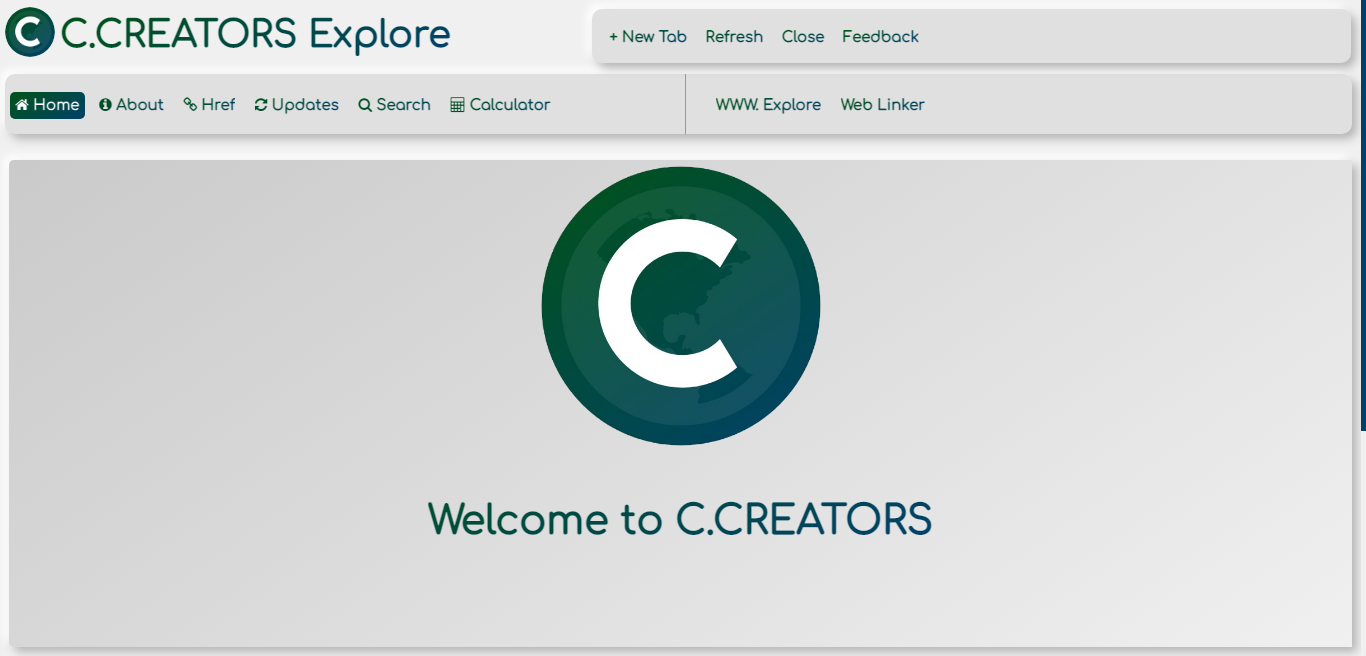 C C.CREATORS Explore
+ New Tab Refresh Close Feedback
Home About Href Updates Search Calculator
WWW. Explore Web Linker
C
Welcome to C.CREATORS